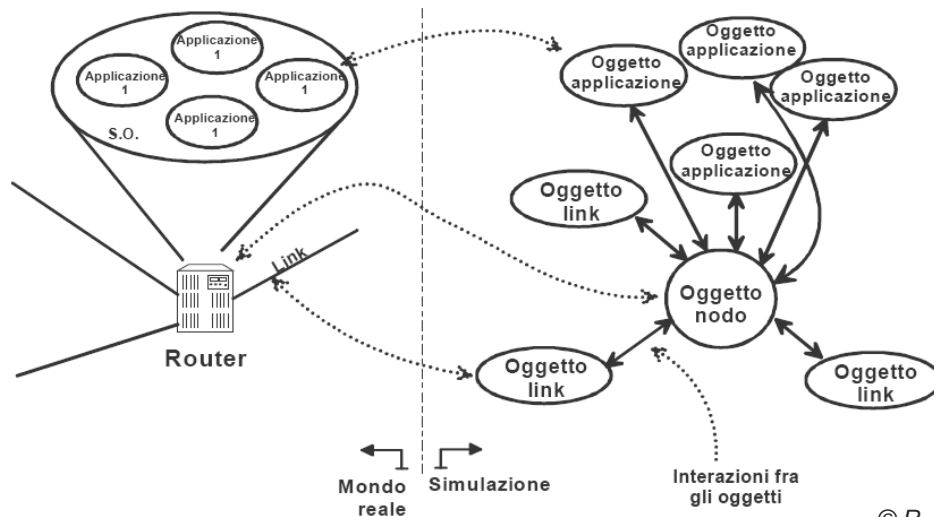 Applicazione
1
Applicazione
1
Applicazione
1
Applicazione
1
S.O.
Link
Router
Oggetto
applicazione
Oggetto
applicazione
Oggetto
applicazione
Oggetto
applicazione
Oggetto
link
Oggetto
nodo
Oggetto
link
Oggetto
link
Mondo
reale
Simulazione
Interazioni fra
gli oggetti